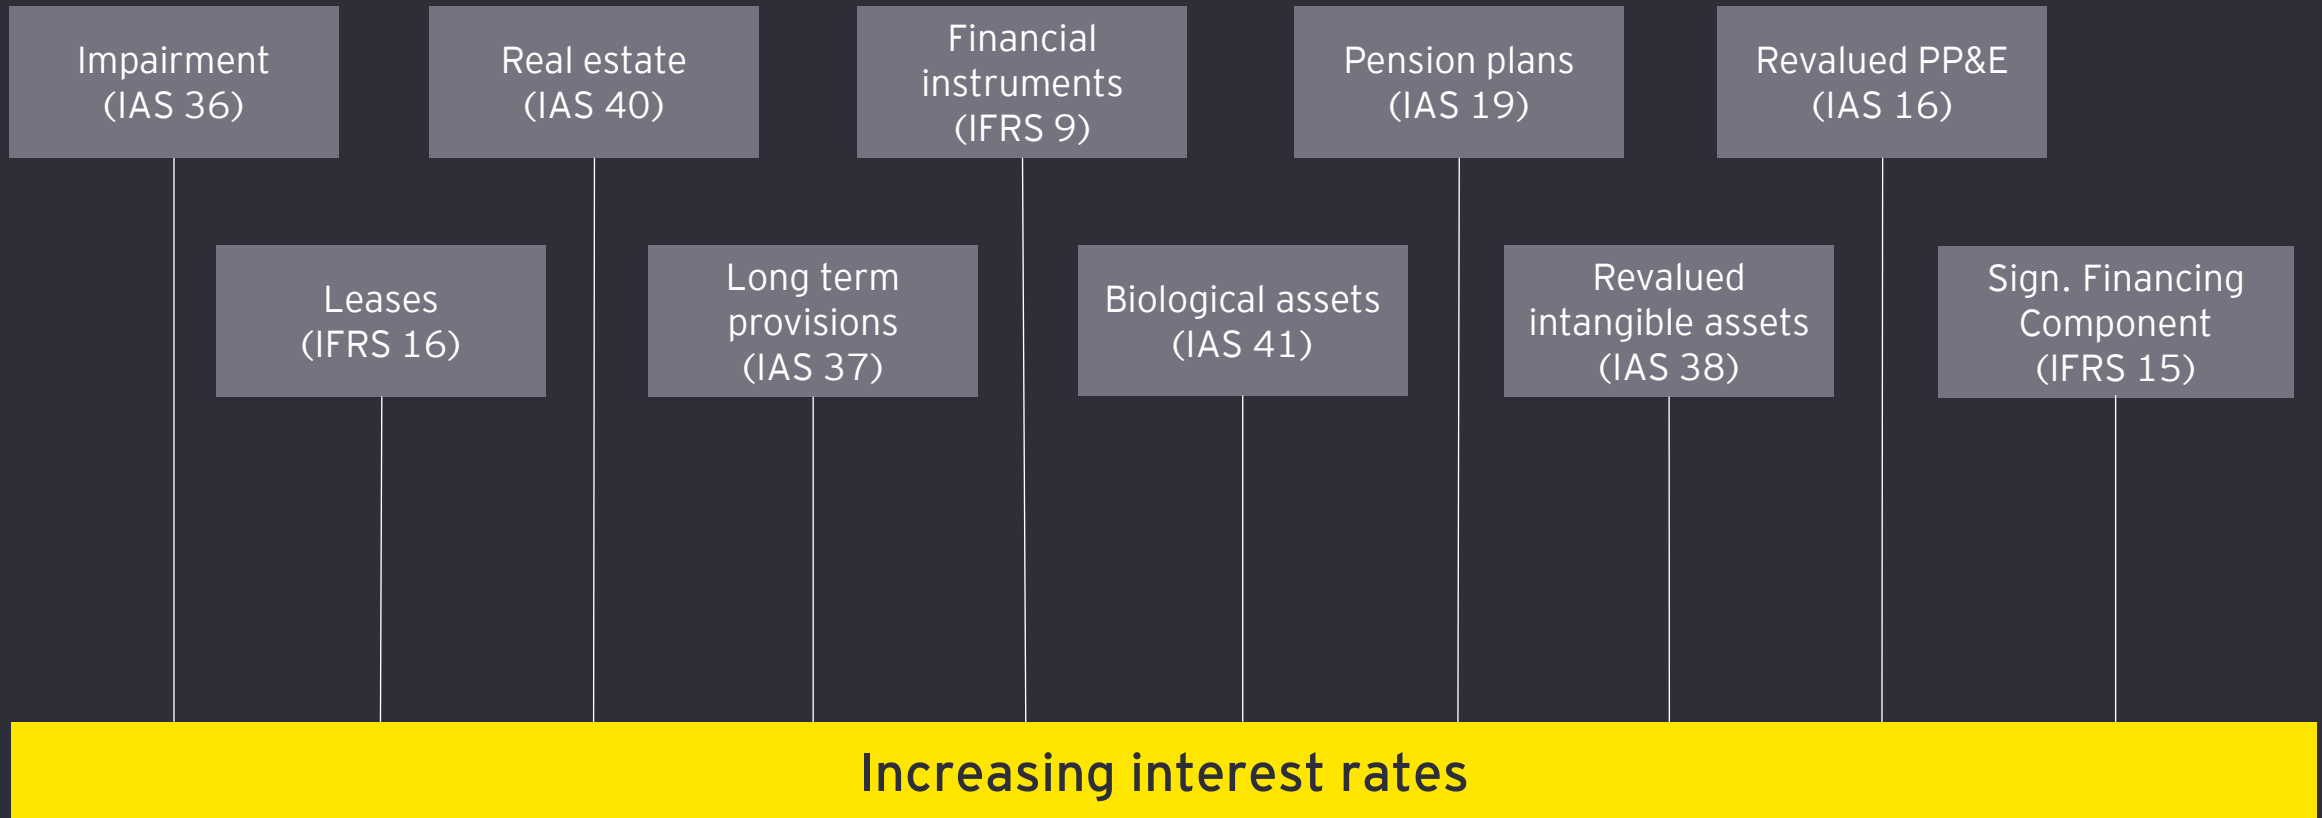 Impairment
(IAS 36)
Real estate
(IAS 40)
Financial
instruments
(IFRS 9)
Pension plans
(IAS 19)
Revalued PP&E
(IAS 16)
Leases
(IFRS 16)
Long term
provisions
(IAS 37)
Biological assets
(IAS 41)
Revalued
intangible assets
(IAS 38)
Sign. Financing
Component
(IFRS 15)
Increasing interest rates